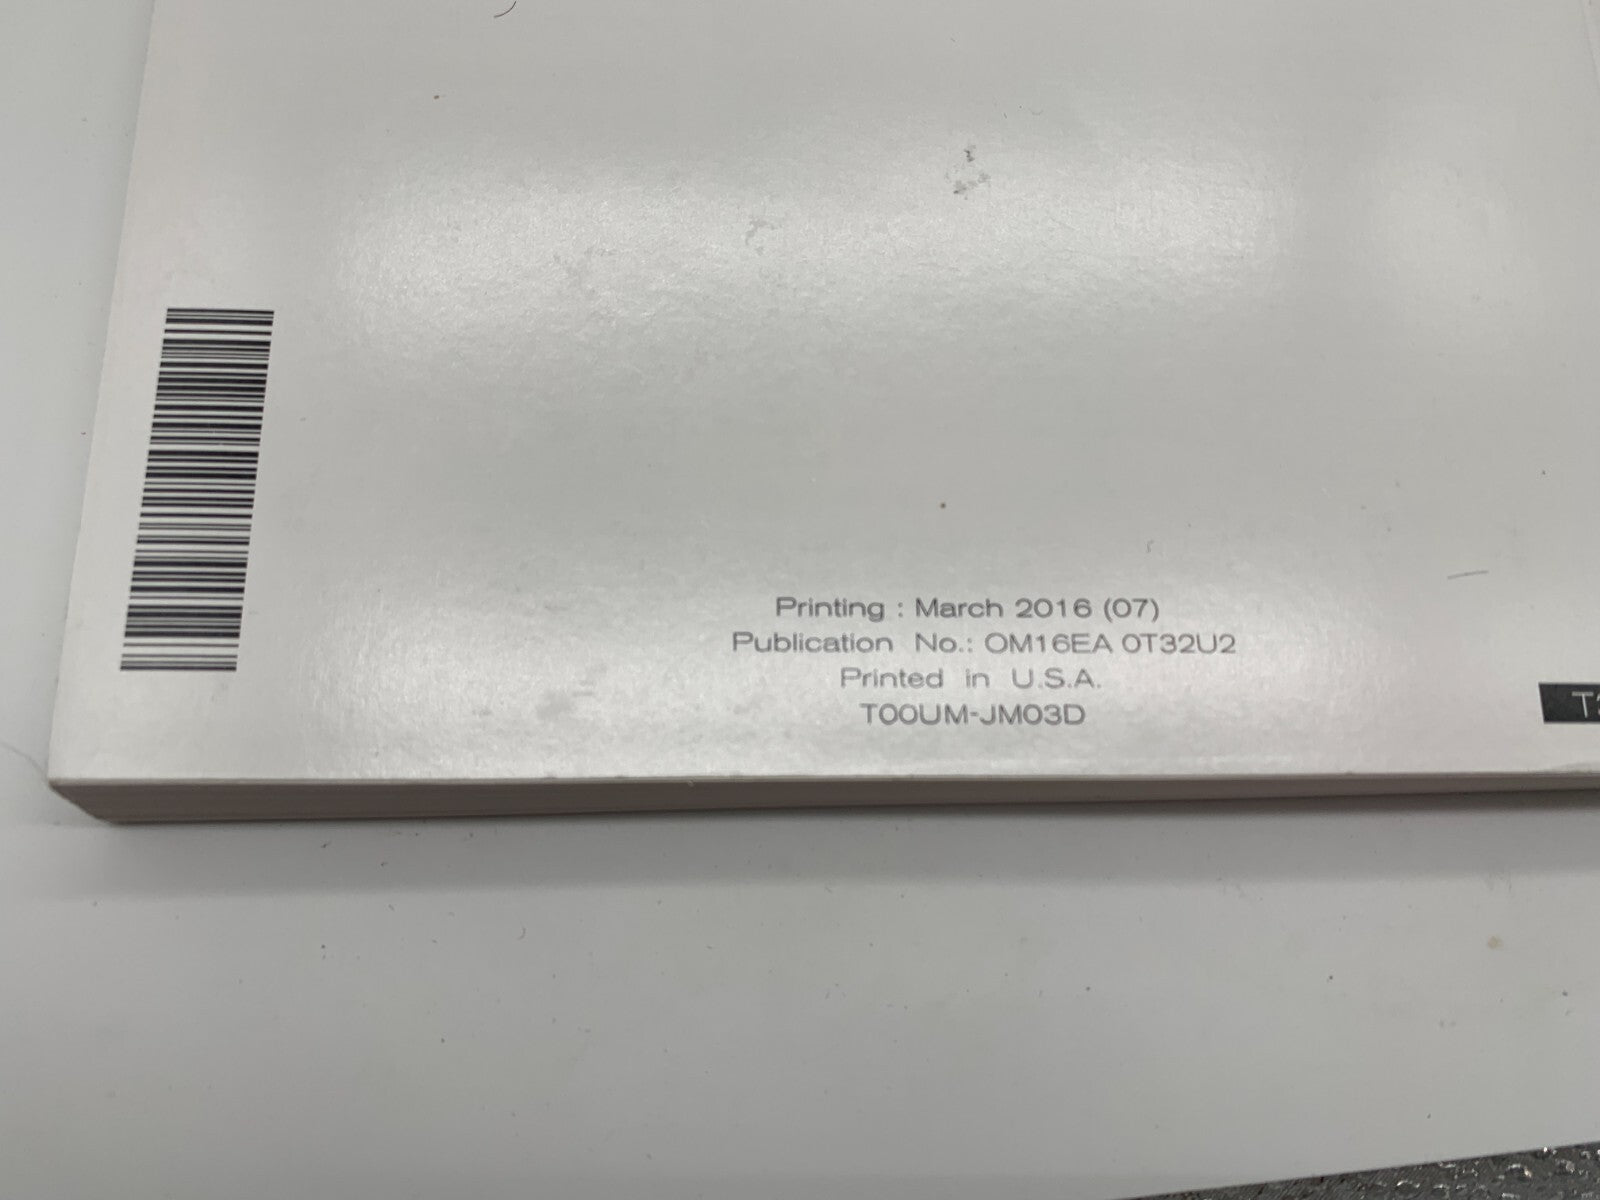 Printing : March 2016 (07)
Publication No.: OM16EA 0T32U2
Printed in U.S.A.
T00UM-JM03D